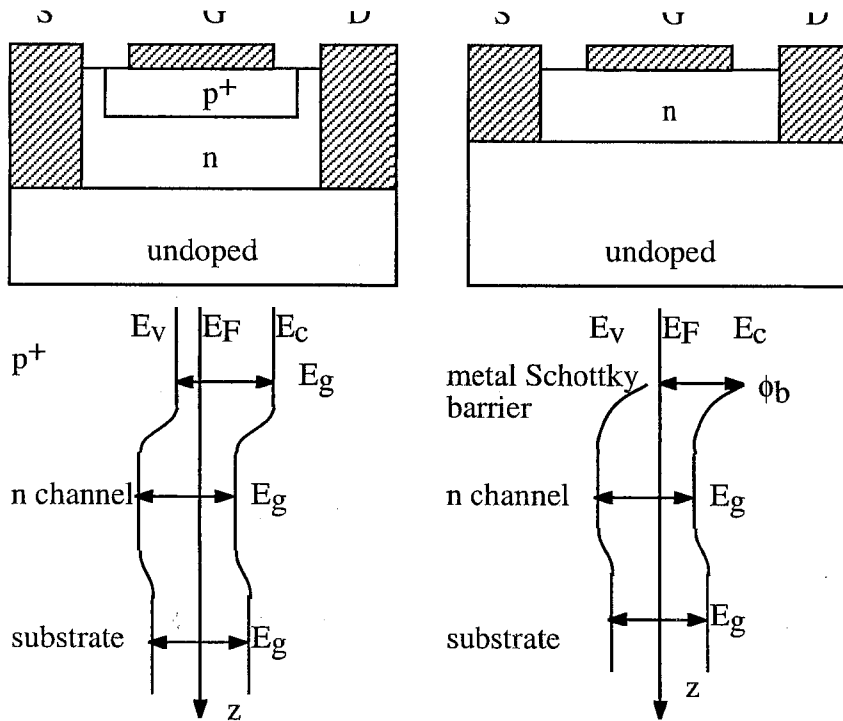 S G D
S G D
p+
n
undoped
n
undoped
Ev EF Ec
p+
Eg
n channel
Eg
substrate
Eg
z
Ev EF Ec
metal Schottky
barrier
ϕb
n channel
Eg
substrate
Eg
z